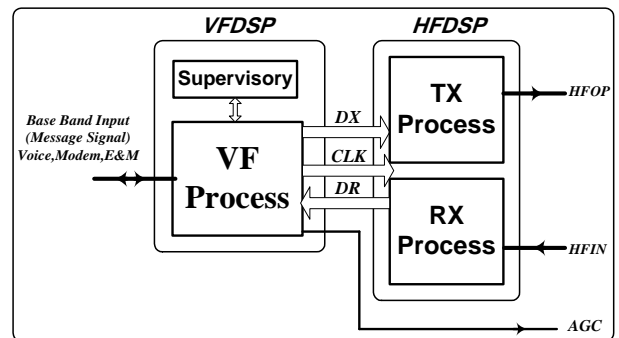 VFDSP
HFDSP
Supervisory
Base Band Input
(Message Signal)
Voice,Modem,E&M
VF
Process
DX
CLK
DR
TX
Process
HFOP
RX
Process
HFIN
AGC